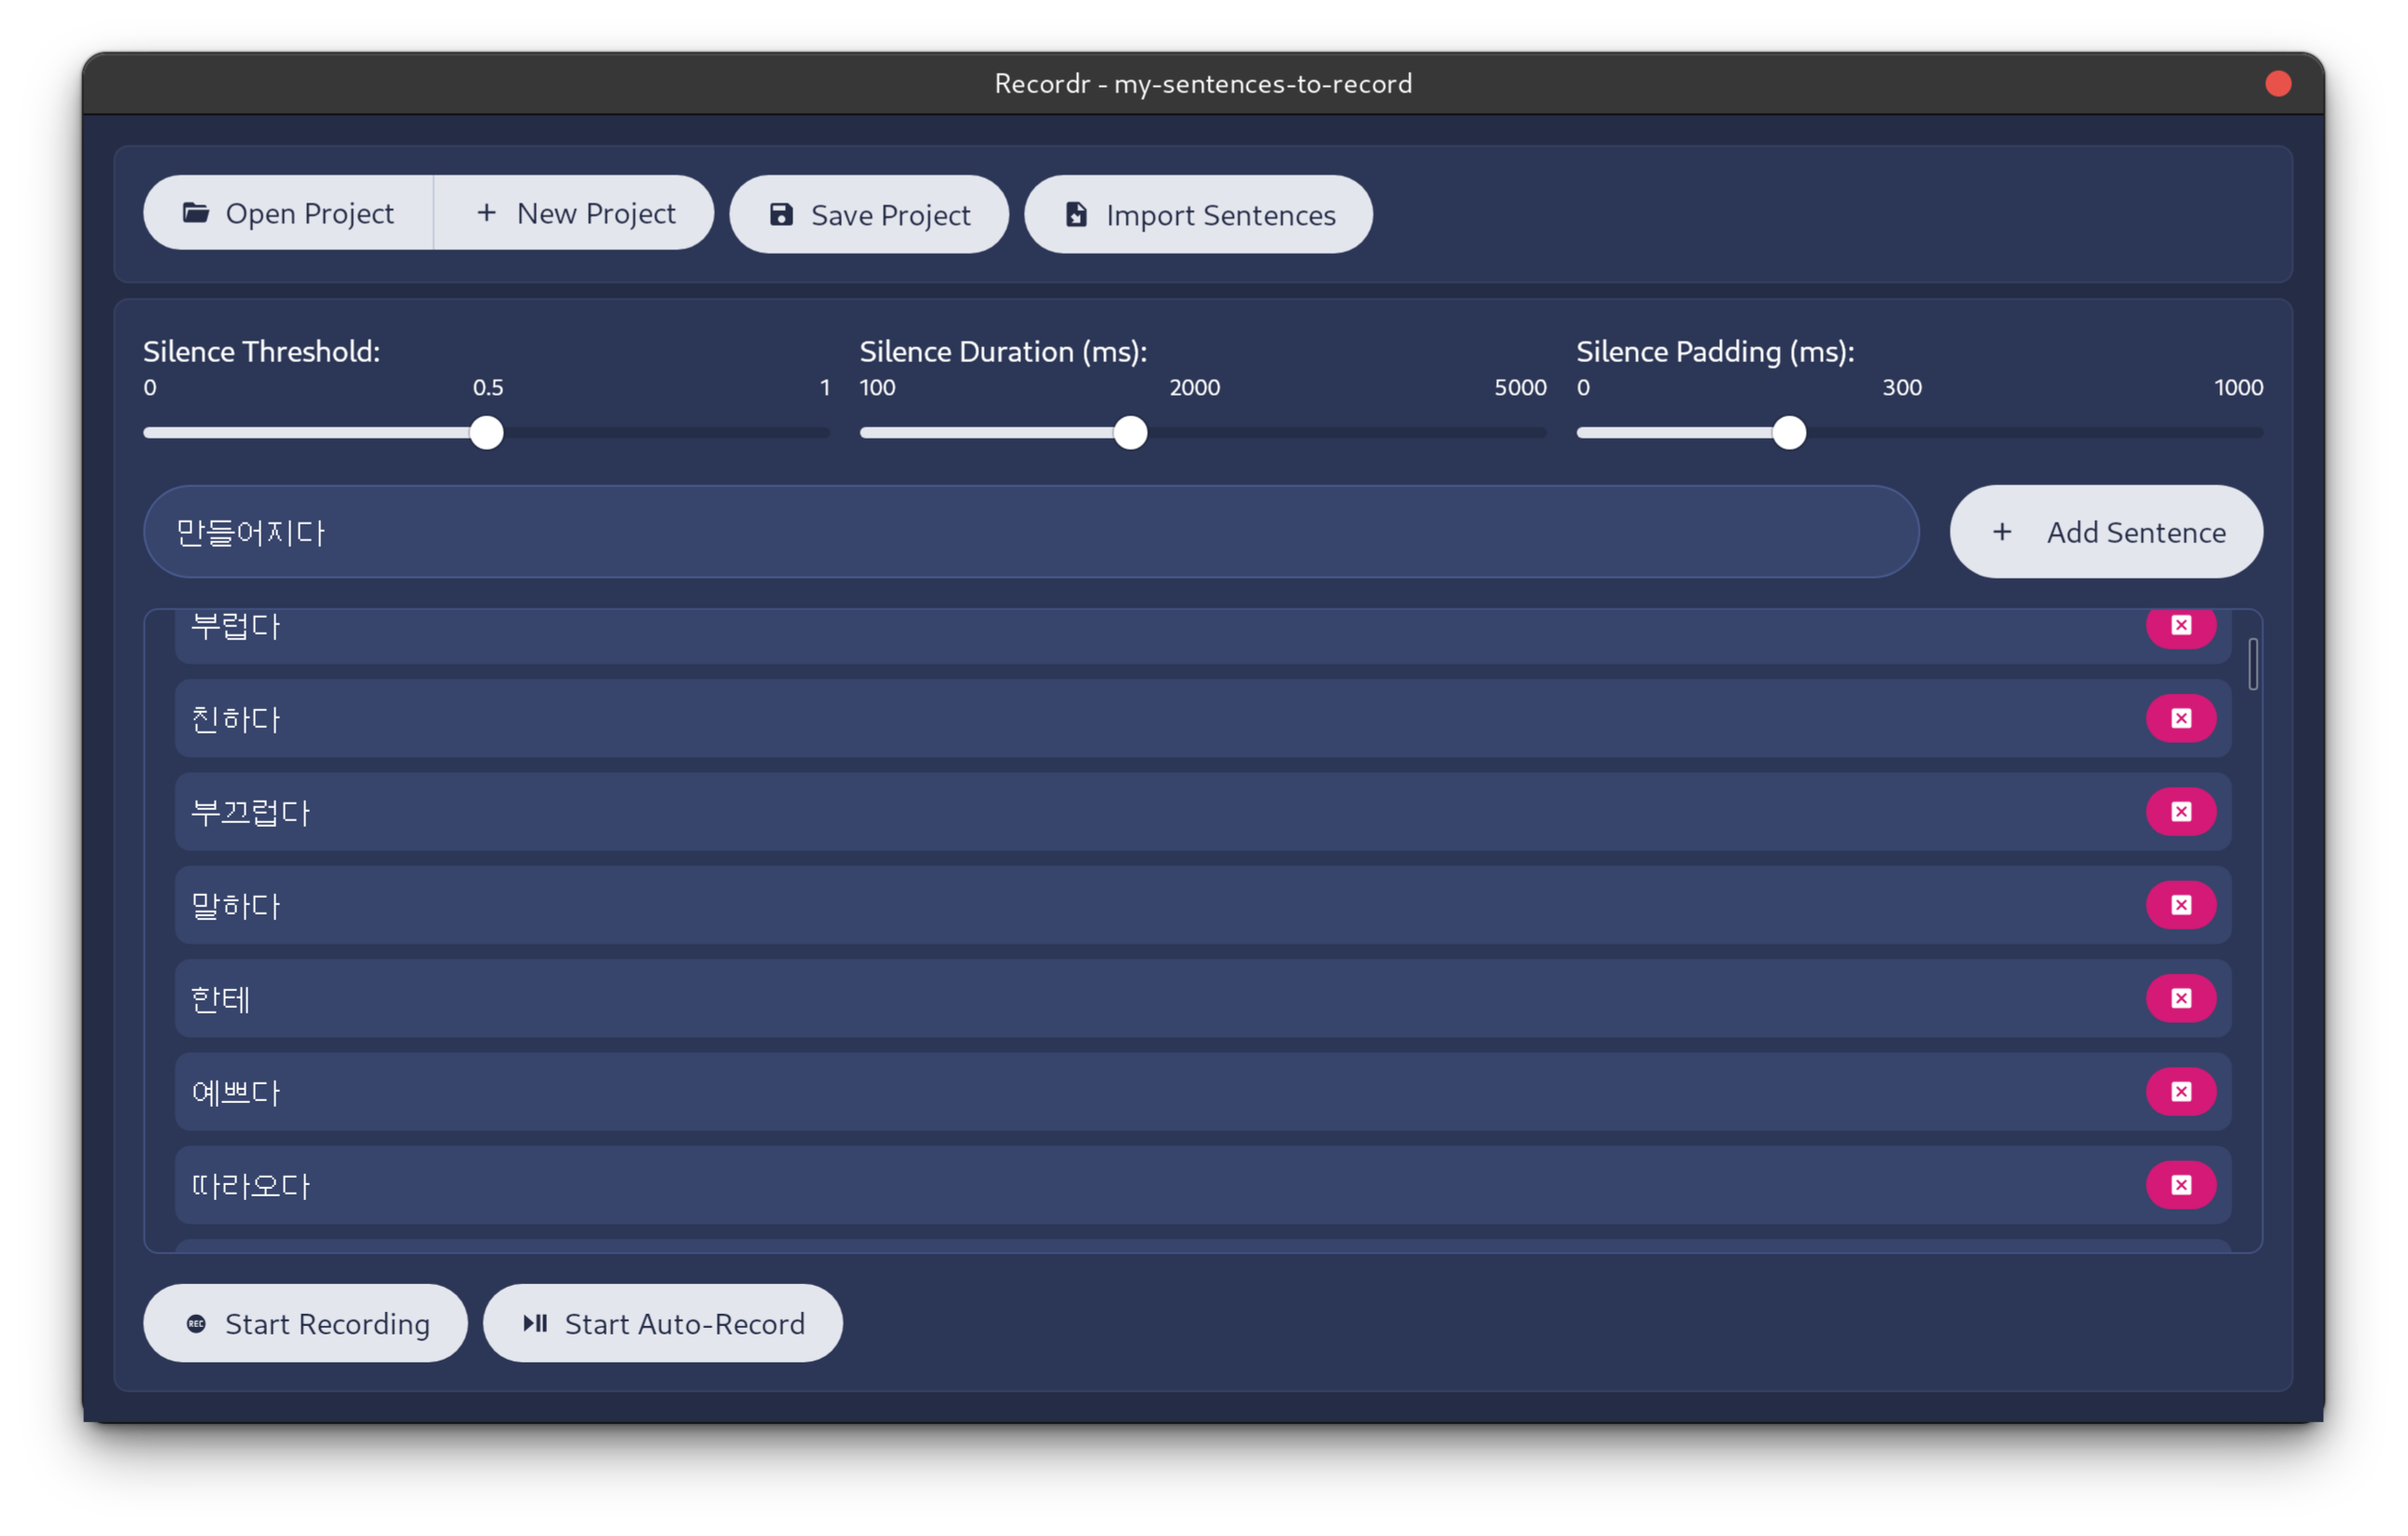 Recordr - my-sentences-to-record
Open Project New Project Save Project Import Sentences
Silence Threshold: Silence Duration (ms): Silence Padding (ms):
0 0.5 1 100 2000 5000 0 300 1000
만들어지다 Add Sentence
부럽다
친하다
부끄럽다
말하다
한테
예쁘다
따라오다
REC Start Recording Start Auto-Record